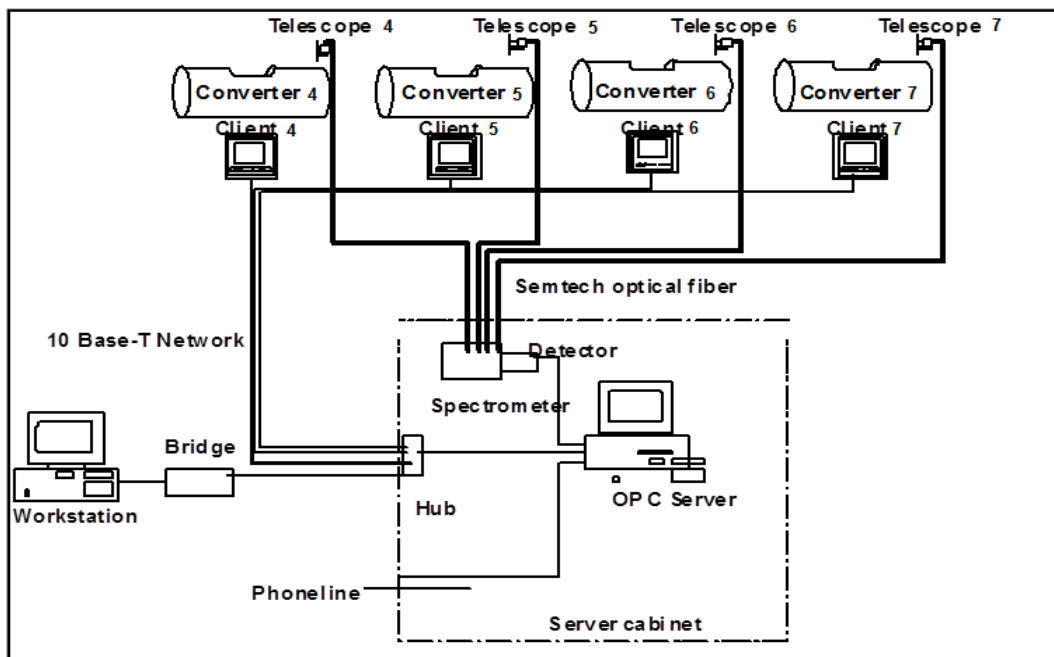 Telescope 4 Telescope 5 Telescope 6 Telescope 7
Converter 4 Converter 5 Converter 6 Converter 7
Client 4 Client 5 Client 6 Client 7
Semtech optical fiber
10 Base-T Network
Detector
Spectrometer
Bridge
Workstation
Hub
OPC Server
Phoneline
Server cabinet